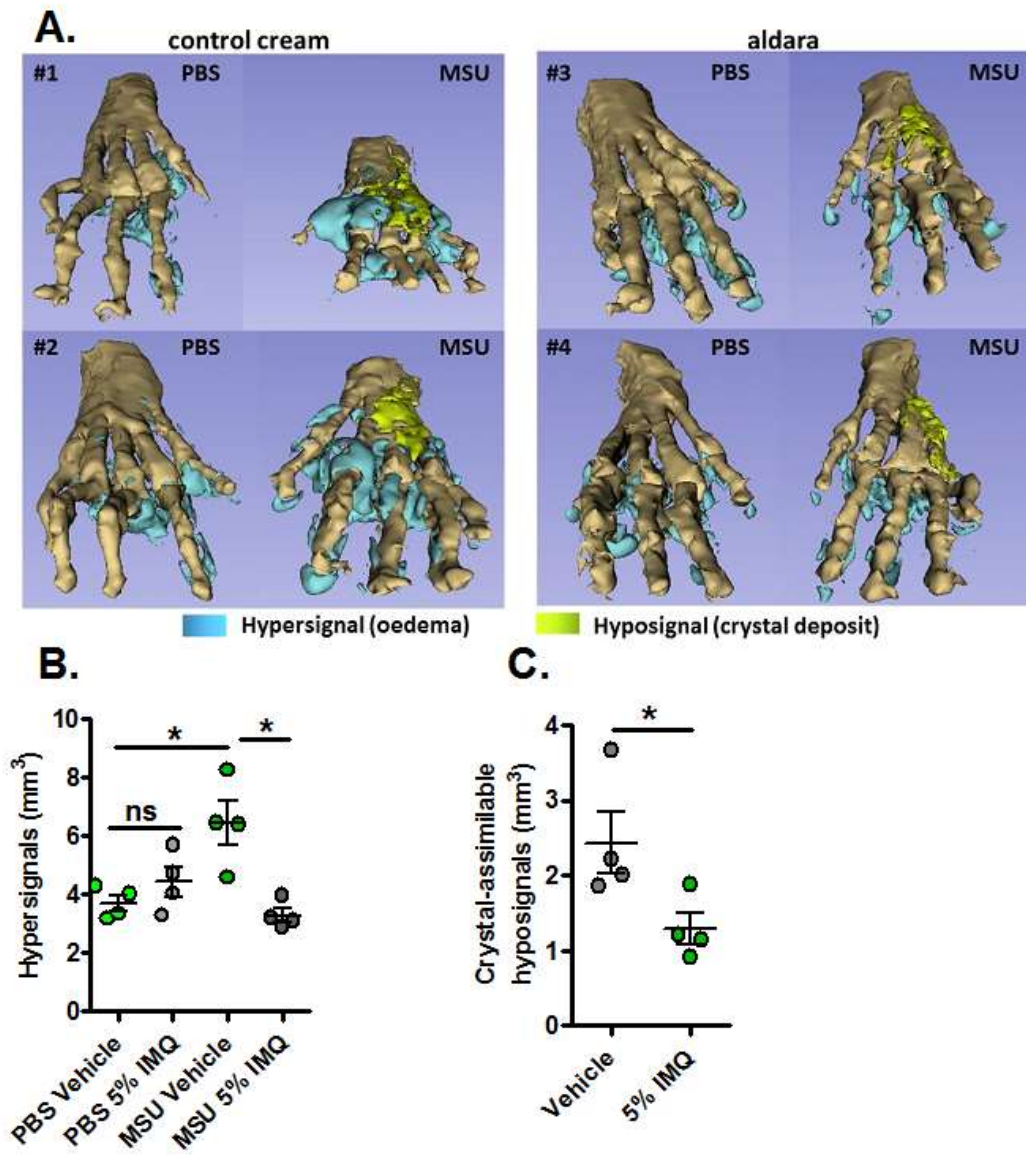 A.
control cream
aldara
#1 PBS MSU
#3 PBS MSU
#2 PBS MSU
#4 PBS MSU
Hypersignal (oedema)
Hyposignal (crystal deposit)
B.
Hypersignals (mm³)
10
8
6
4
2
0
*
*
ns
PBS Vehicle
PBS 5% IMQ
MSU Vehicle
MSU 5% IMQ
C.
Crystal-assimilable
hyposignals (mm³)
4
3
2
1
0
*
Vehicle
5% IMQ